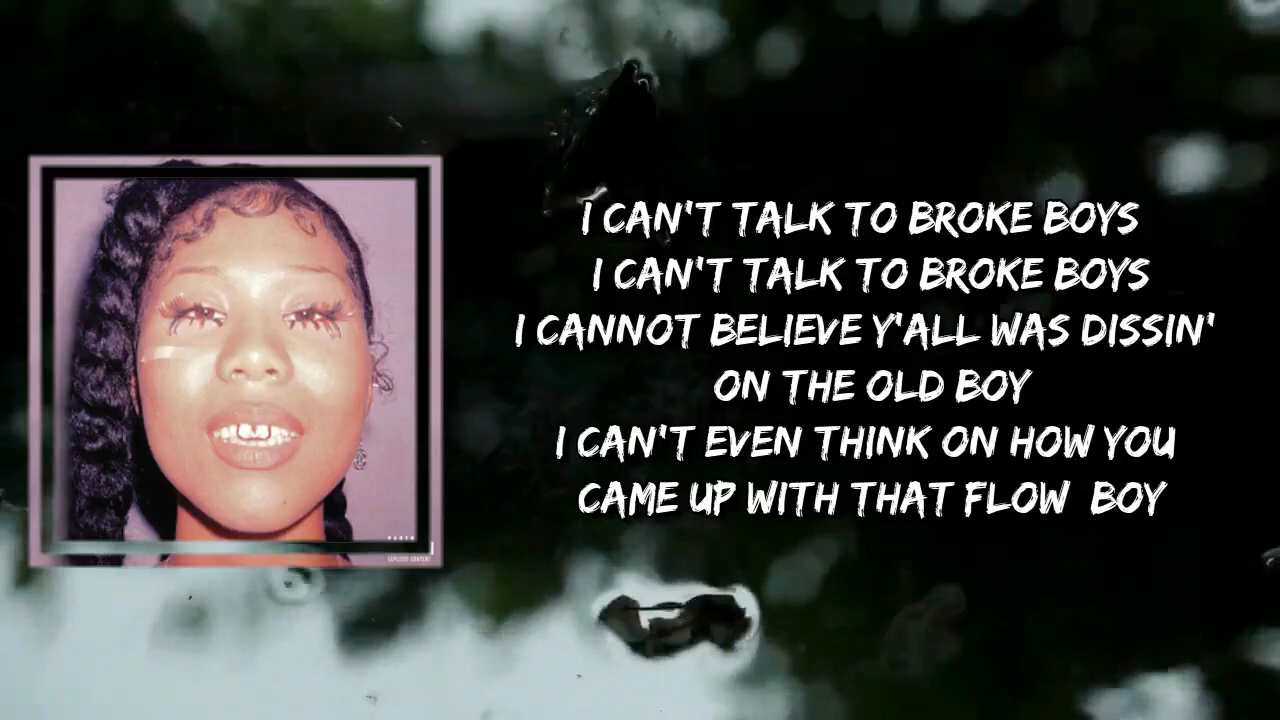 I CAN'T TALK TO BROKE BOYS
I CAN'T TALK TO BROKE BOYS
I CANNOT BELIEVE Y'ALL WAS DISSIN'
ON THE OLD BOY
I CAN'T EVEN THINK ON HOW YOU
CAME UP WITH THAT FLOW  BOY